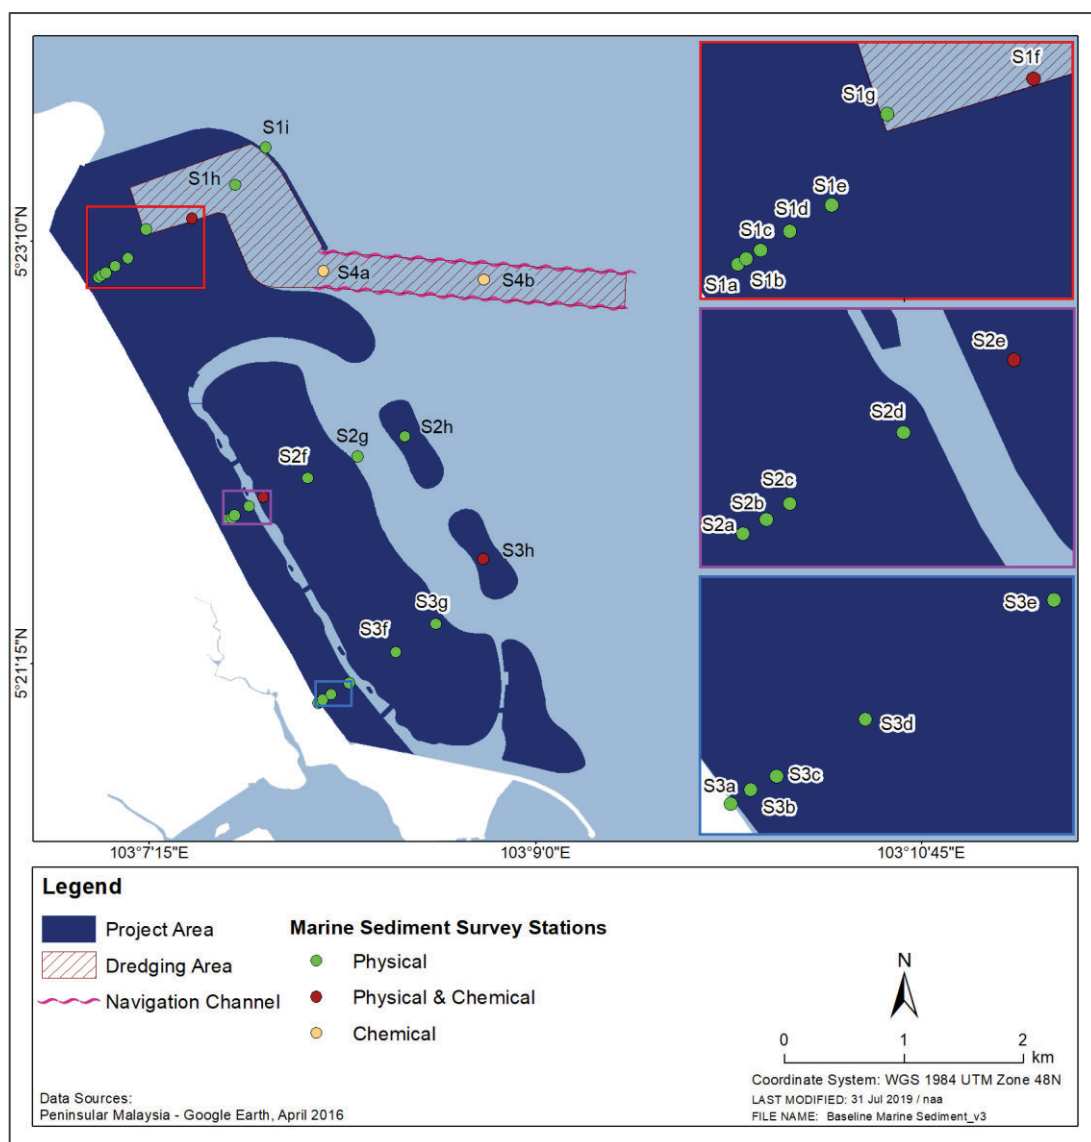 S1i
S1h
S4a
S4b
S2h
S2g
S2f
S3h
S3g
S3f
S1f
S1g
S1e
S1d
S1c
S1b
S1a
S2e
S2d
S2c
S2b
S2a
S3e
S3d
S3c
S3b
S3a
5°23'10"N
5°21'15"N
103°7'15"E
103°9'0"E
103°10'45"E
Legend
Project Area
Dredging Area
Navigation Channel
Marine Sediment Survey Stations
Physical
Physical & Chemical
Chemical
N
0 1 2
km
Coordinate System: WGS 1984 UTM Zone 48N
LAST MODIFIED: 31 Jul 2019 / naa
FILE NAME: Baseline Marine Sediment_v3
Data Sources:
Peninsular Malaysia - Google Earth, April 2016